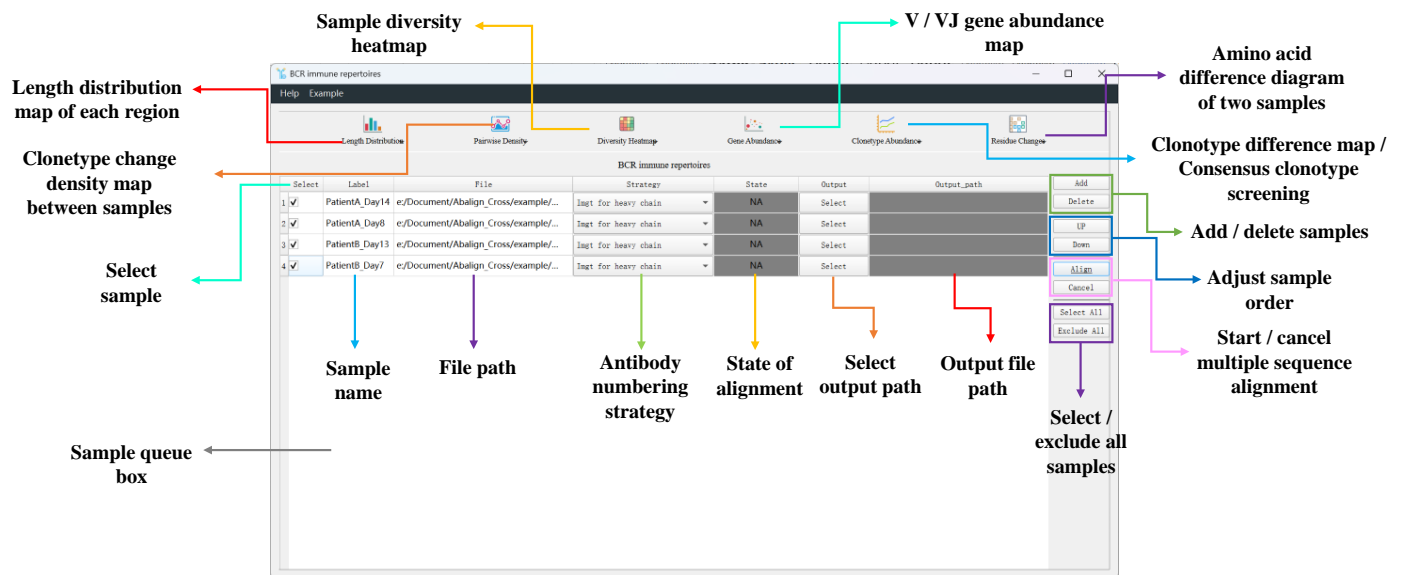 Sample diversity
heatmap
V / VJ gene abundance
map
Amino acid
difference diagram
of two samples
Length distribution
map of each region
Clonetype change
density map
between samples
Clonotype difference map /
Consensus clonotype
screening
BCR immune repertoires
Help Example
Length Distribution
Pairwise Density
Diversity Heatmap
Gene Abundance
Clonetype Abundance
Residue Changes
BCR immune repertoires
Select Label File Strategy State Output Output_path
1 PatientA_Day14 e:/Document/Abalign_Cross/example/... Imgt for heavy chain NA Select
2 PatientA_Day8 e:/Document/Abalign_Cross/example/... Imgt for heavy chain NA Select
3 PatientB_Day13 e:/Document/Abalign_Cross/example/... Imgt for heavy chain NA Select
4 PatientB_Day7 e:/Document/Abalign_Cross/example/... Imgt for heavy chain NA Select
Add
Delete
UP
Down
Align
Cancel
Select All
Exclude All
Add / delete samples
Adjust sample
order
Start / cancel
multiple sequence
alignment
Select /
exclude all
samples
Select
sample
Sample
name
File path
Antibody
numbering
strategy
State of
alignment
Select
output path
Output file
path
Sample queue
box